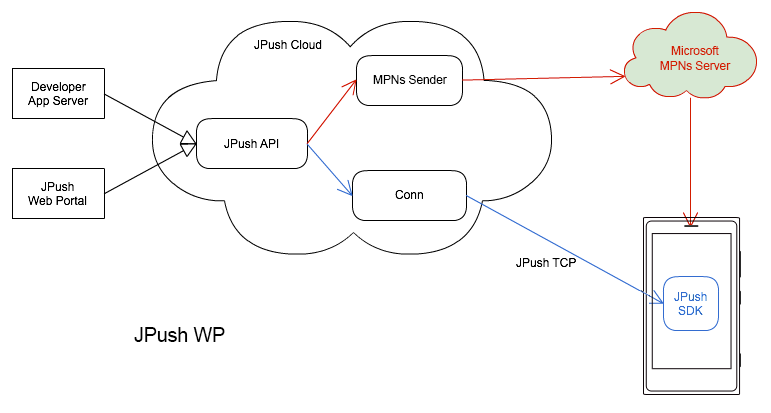 JPush Cloud
Microsoft
MPNs Server
MPNs Sender
Developer
App Server
JPush API
JPush
Web Portal
Conn
JPush TCP
JPush
SDK
JPush WP